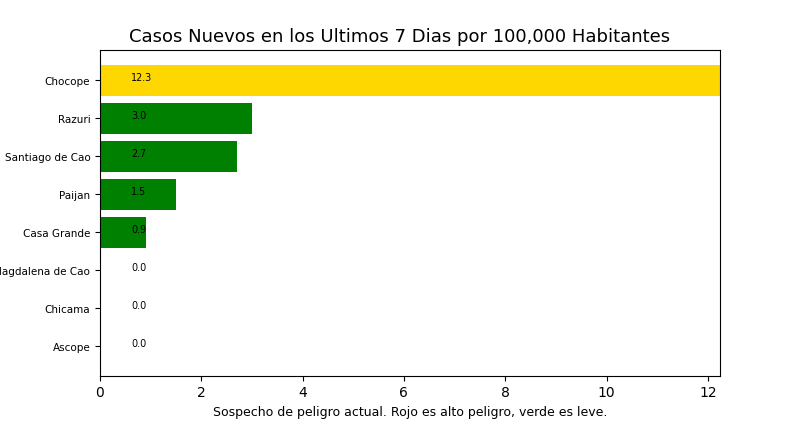 Casos Nuevos en los Ultimos 7 Dias por 100,000 Habitantes
Chocope 12.3
Razuri 3.0
Santiago de Cao 2.7
Paijan 1.5
Casa Grande 0.9
agdalena de Cao 0.0
Chicama 0.0
Ascope 0.0
0 2 4 6 8 10 12
Sospecho de peligro actual. Rojo es alto peligro, verde es leve.